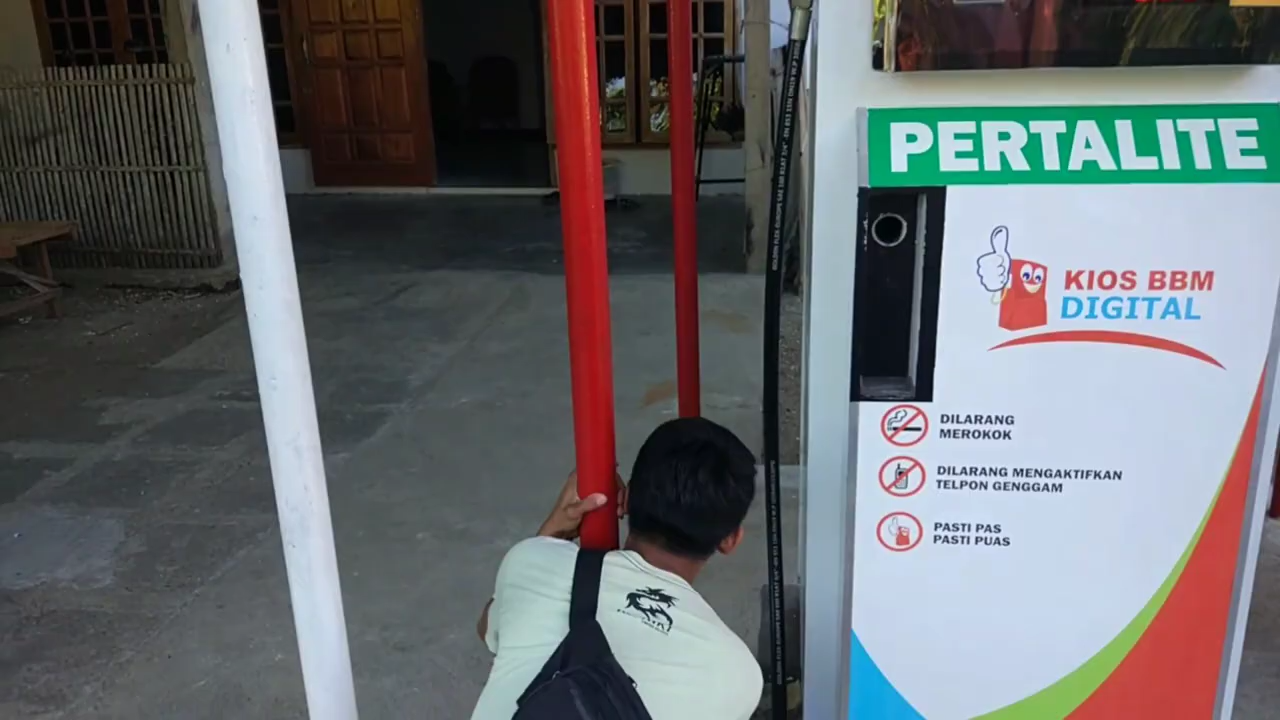 PERTALITE
KIOS BBM
DIGITAL
DILARANG
MEROKOK
DILARANG MENGAKTIFKAN
TELPON GENGGAM
PASTI PAS
PASTI PUAS